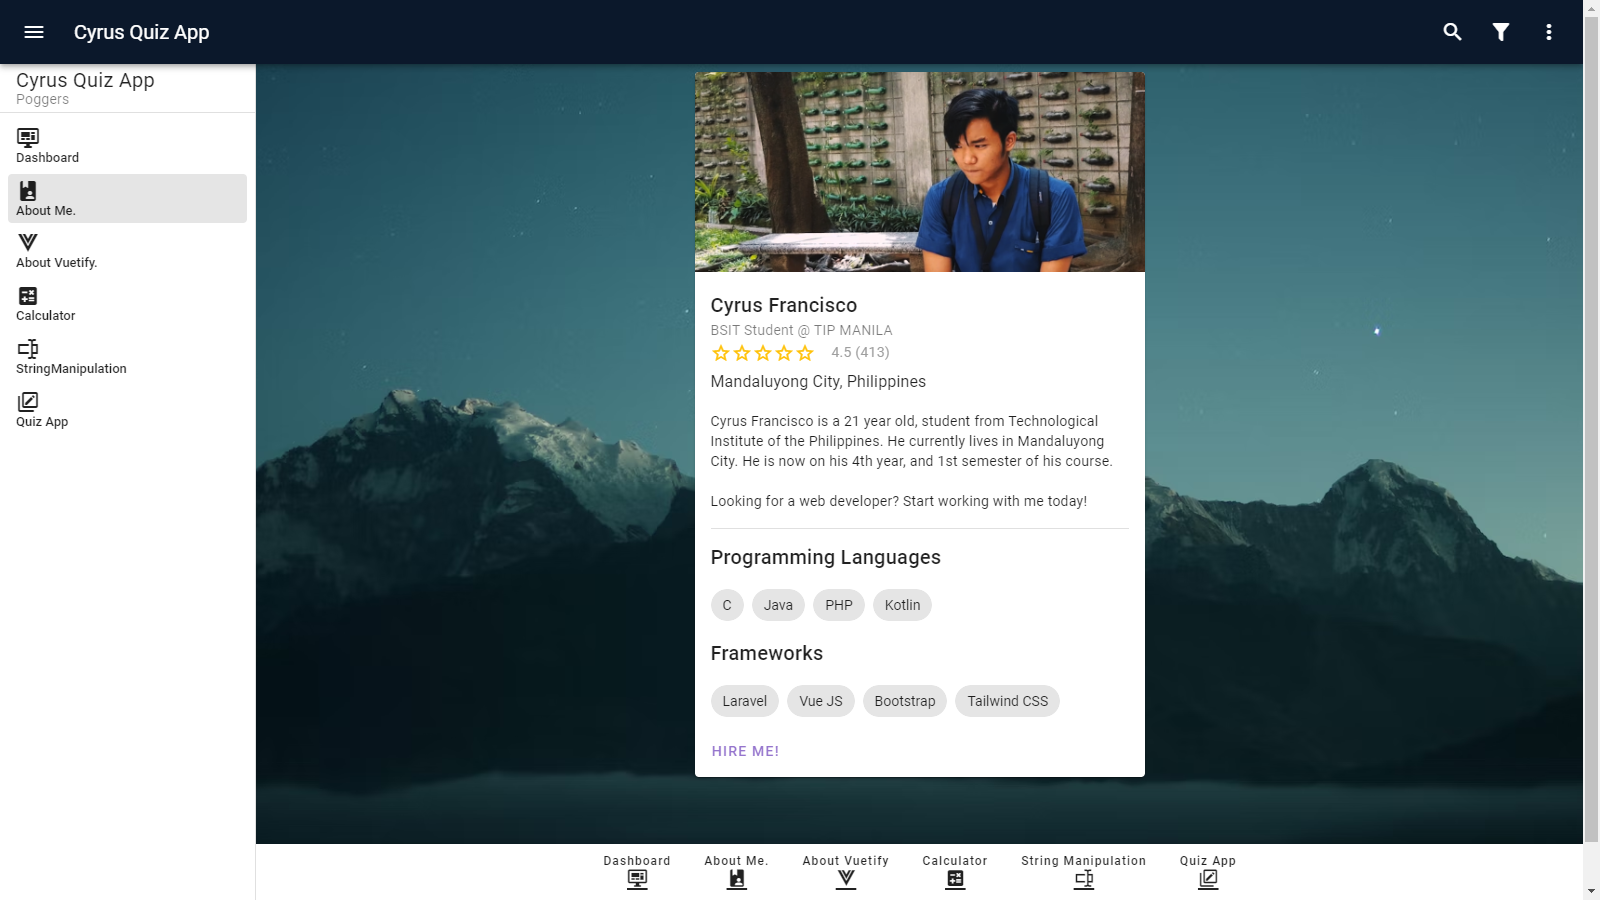 Cyrus Quiz App
Cyrus Quiz App
Poggers
Dashboard
About Me.
About Vuetify.
Calculator
StringManipulation
Quiz App
Cyrus Francisco
BSIT Student @ TIP MANILA
4.5 (413)
Mandaluyong City, Philippines
Cyrus Francisco is a 21 year old, student from Technological
Institute of the Philippines. He currently lives in Mandaluyong
City. He is now on his 4th year, and 1st semester of his course.
Looking for a web developer? Start working with me today!
Programming Languages
C Java PHP Kotlin
Frameworks
Laravel Vue JS Bootstrap Tailwind CSS
HIRE ME!
Dashboard About Me. About Vuetify Calculator String Manipulation Quiz App